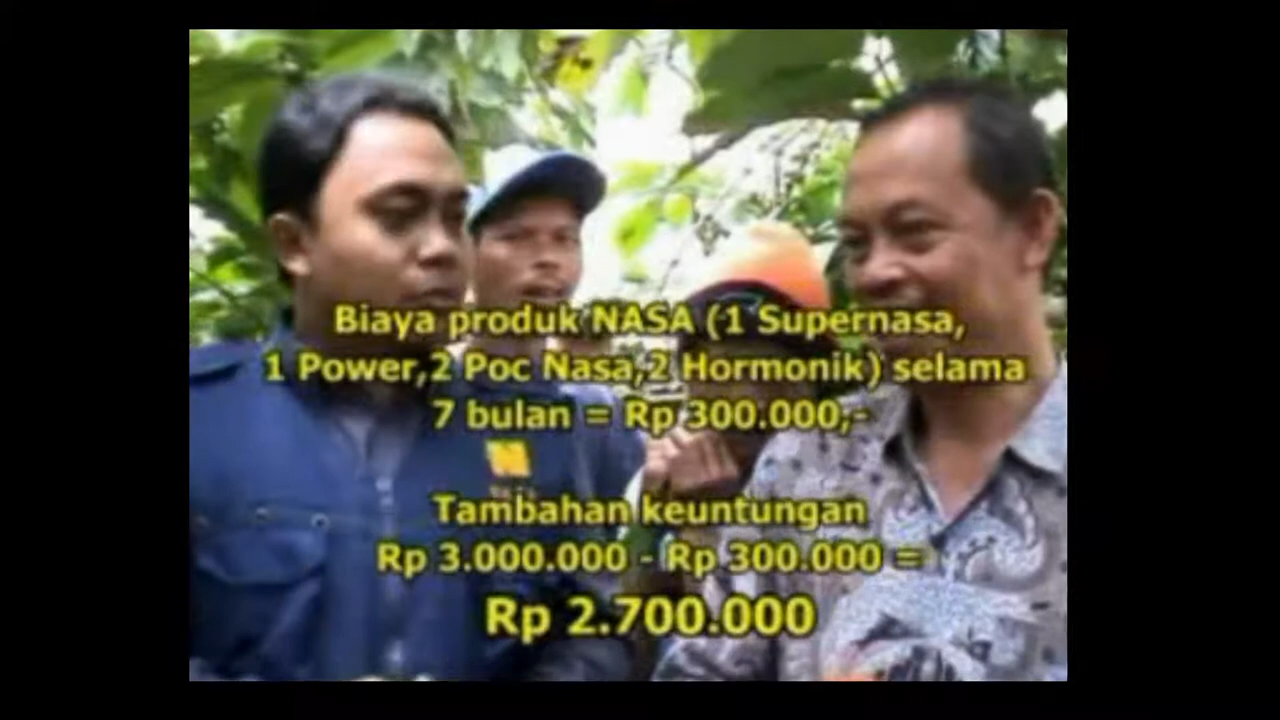 Biaya produk NASA (1 Supernasa,
1 Power,2 Poc Nasa,2 Hormonik) selama
7 bulan = Rp 300.000,-
Tambahan keuntungan
Rp 3.000.000 - Rp 300.000 =
Rp 2.700.000